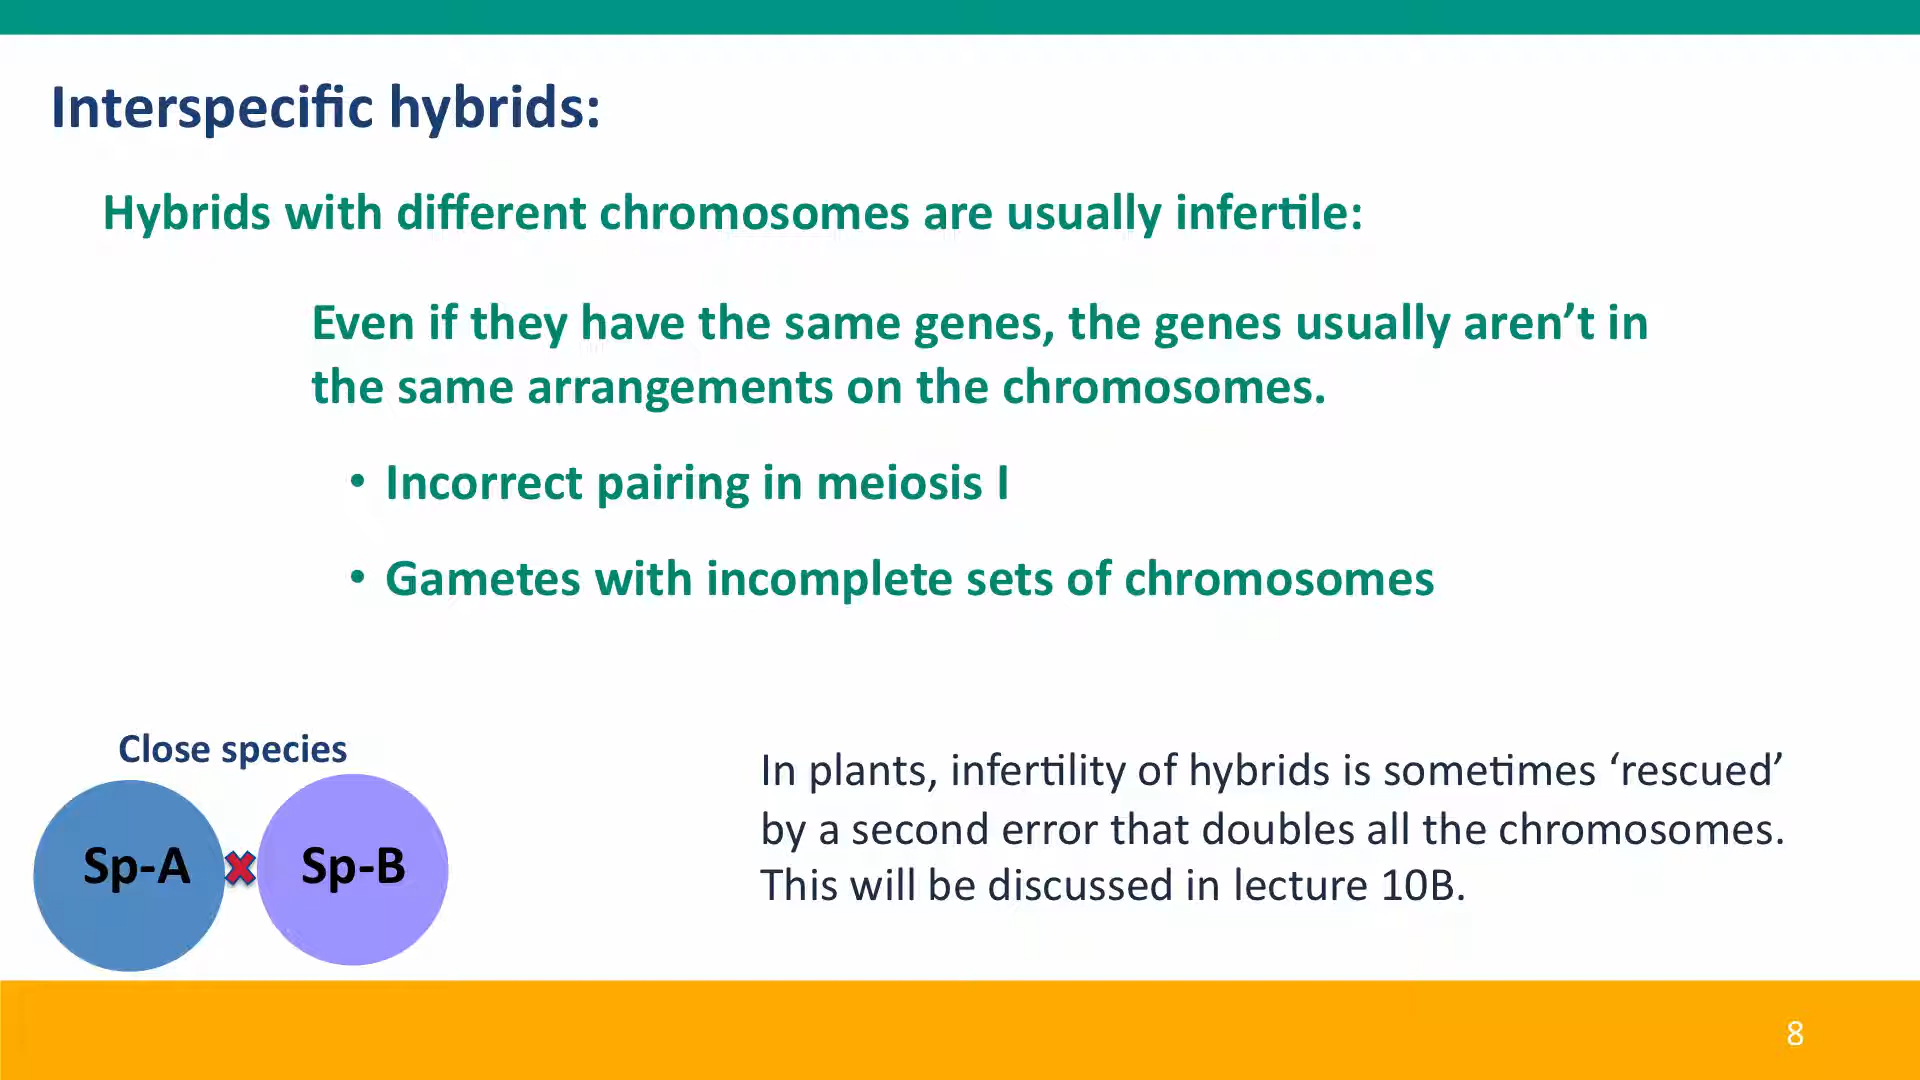 Interspecific hybrids:
Hybrids with different chromosomes are usually infertile:
Even if they have the same genes, the genes usually aren’t in
the same arrangements on the chromosomes.
• Incorrect pairing in meiosis I
• Gametes with incomplete sets of chromosomes
Close species
Sp-A
Sp-B
In plants, infertility of hybrids is sometimes ‘rescued’
by a second error that doubles all the chromosomes.
This will be discussed in lecture 10B.
8